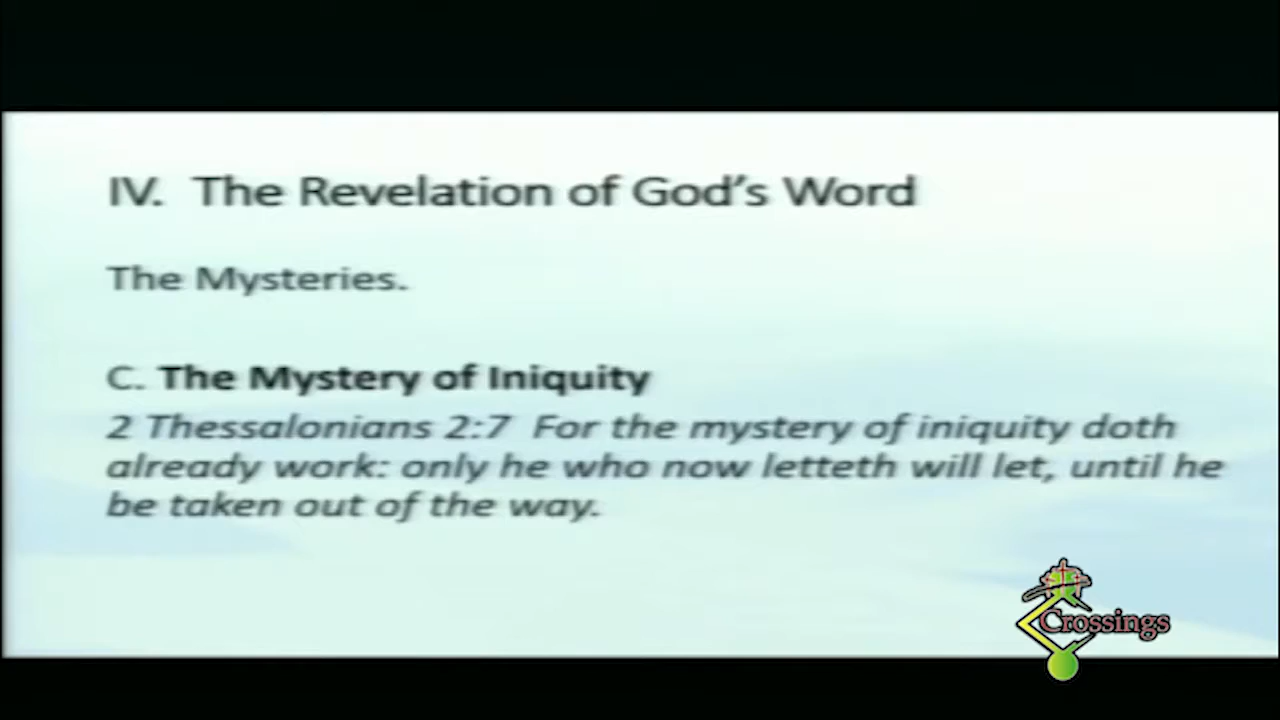 IV. The Revelation of God's Word
The Mysteries.
C. The Mystery of Iniquity
2 Thessalonians 2:7 For the mystery of iniquity doth
already work: only he who now letteth will let, until he
be taken out of the way.
Crossings